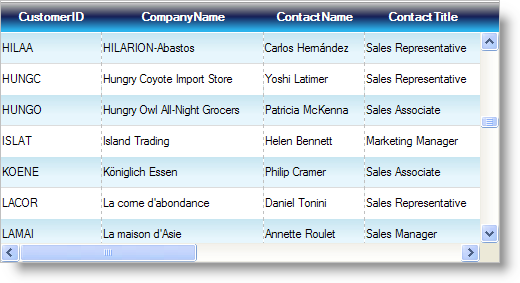 CustomerID CompanyName ContactName ContactTitle
HILAA HILARION-Abastos Carlos Hernández Sales Representative
HUNGC Hungry Coyote Import Store Yoshi Latimer Sales Representative
HUNGO Hungry Owl All-Night Grocers Patricia McKenna Sales Associate
ISLAT Island Trading Helen Bennett Marketing Manager
KOENE Königlich Essen Philip Cramer Sales Associate
LACOR La corne d'abondance Daniel Tonini Sales Representative
LAMAI La maison d'Asie Annette Roulet Sales Manager